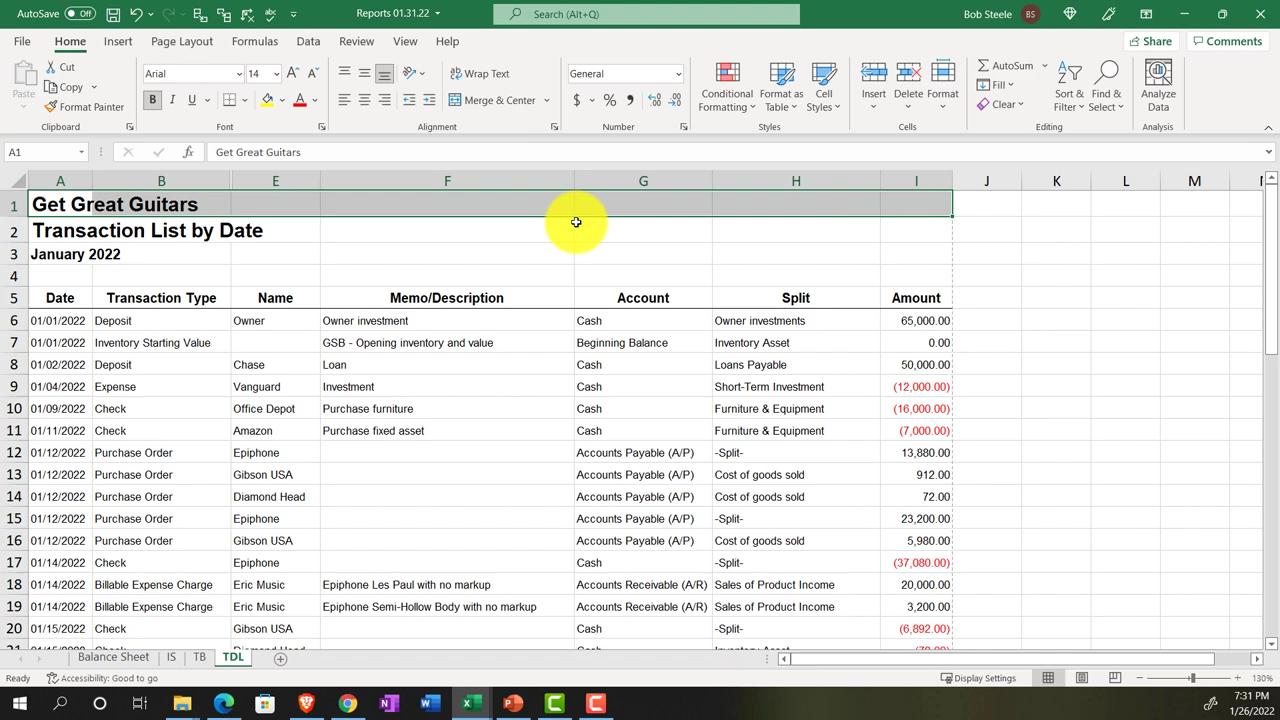 AutoSave Off Reports 01.31.22 Search (Alt+Q) Bob Steele BS
File Home Insert Page Layout Formulas Data Review View Help Share Comments
Cut Arial 14 Wrap Text General AutoSum
Copy Fill
Paste Format Painter B I U Merge & Center $ % Conditional Formatting Format as Table Cell Styles Insert Delete Format Clear Sort & Filter Find & Select Analyze Data
Clipboard Font Alignment Number Styles Cells Editing Analysis
A1 fx Get Great Guitars
A B E F G H I J K L M
1 Get Great Guitars
2 Transaction List by Date
3 January 2022
4
5 Date Transaction Type Name Memo/Description Account Split Amount
6 01/01/2022 Deposit Owner Owner investment Cash Owner investments 65,000.00
7 01/01/2022 Inventory Starting Value GSB - Opening inventory and value Beginning Balance Inventory Asset 0.00
8 01/02/2022 Deposit Chase Loan Cash Loans Payable 50,000.00
9 01/04/2022 Expense Vanguard Investment Cash Short-Term Investment (12,000.00)
10 01/09/2022 Check Office Depot Purchase furniture Cash Furniture & Equipment (16,000.00)
11 01/11/2022 Check Amazon Purchase fixed asset Cash Furniture & Equipment (7,000.00)
12 01/12/2022 Purchase Order Epiphone Accounts Payable (A/P) -Split- 13,880.00
13 01/12/2022 Purchase Order Gibson USA Accounts Payable (A/P) Cost of goods sold 912.00
14 01/12/2022 Purchase Order Diamond Head Accounts Payable (A/P) Cost of goods sold 72.00
15 01/12/2022 Purchase Order Epiphone Accounts Payable (A/P) -Split- 23,200.00
16 01/12/2022 Purchase Order Gibson USA Accounts Payable (A/P) Cost of goods sold 5,980.00
17 01/14/2022 Check Epiphone Cash -Split- (37,080.00)
18 01/14/2022 Billable Expense Charge Eric Music Epiphone Les Paul with no markup Accounts Receivable (A/R) Sales of Product Income 20,000.00
19 01/14/2022 Billable Expense Charge Eric Music Epiphone Semi-Hollow Body with no markup Accounts Receivable (A/R) Sales of Product Income 3,200.00
20 01/15/2022 Check Gibson USA Cash -Split- (6,892.00)
Balance Sheet IS TB TDL
Ready Accessibility: Good to go Display Settings 130%
7:31 PM
1/26/2022